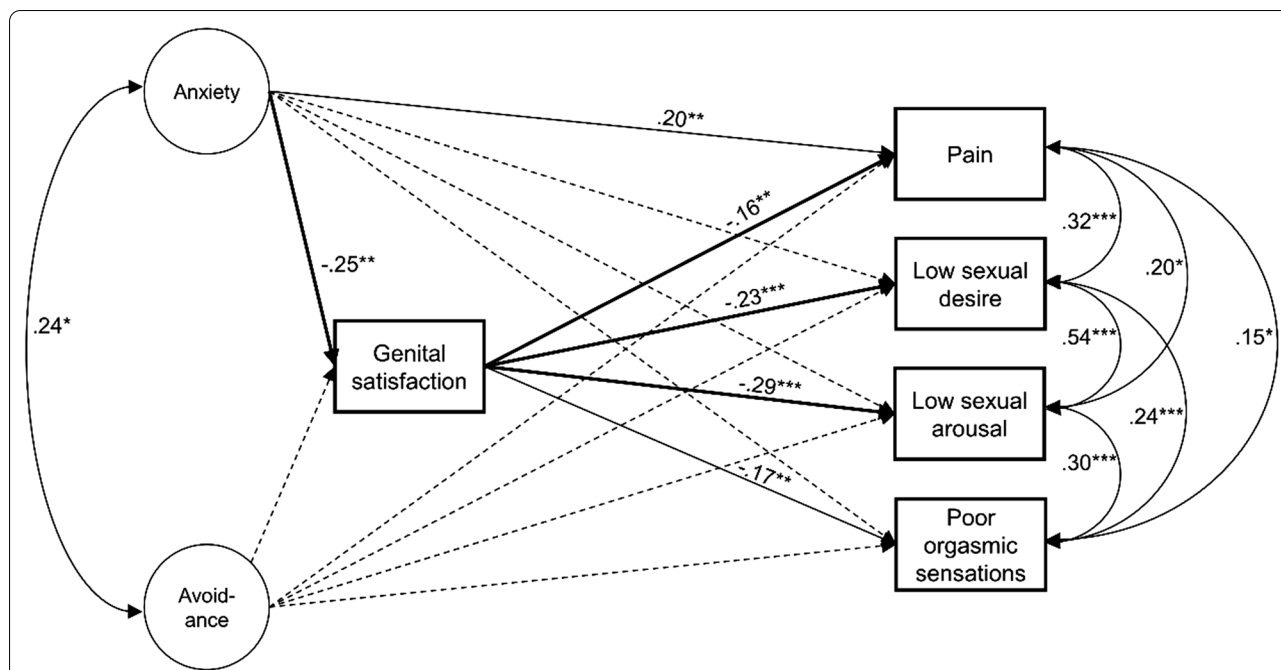 Anxiety
.20**
Pain
-.16**
.32***
-.25**
Low sexual
desire
.20*
-.23***
.24*
Genital
satisfaction
.54***
.15*
-.29***
Low sexual
arousal
.24***
.30***
-.17**
Poor
orgasmic
sensations
Avoid-
ance